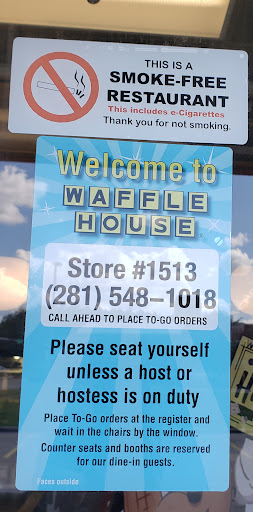 THIS IS A
SMOKE-FREE
RESTAURANT
This includes e-Cigarettes
Thank you for not smoking.
Welcome to
WAFFLE
HOUSE
Store #1513
(281) 548-1018
CALL AHEAD TO PLACE TO-GO ORDERS
Please seat yourself
unless a host or
hostess is on duty
Place To-Go orders at the register and
wait in the chairs by the window.
Counter seats and booths are reserved
for our dine-in guests.
Faces outside